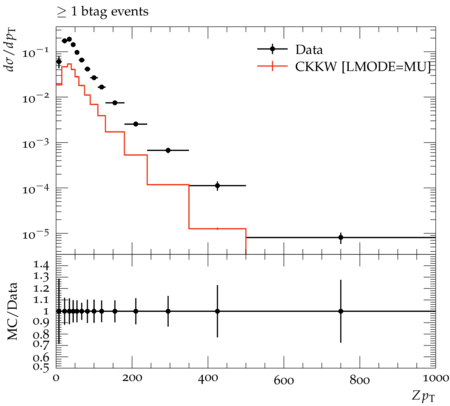 ≥ 1 btag events
dσ/dpT
10⁻¹
10⁻²
10⁻³
10⁻⁴
10⁻⁵
Data
CKKW [LMODE=MU]
MC/Data
1.4
1.3
1.2
1.1
1
0.9
0.8
0.7
0.6
0.5
0 200 400 600 800 1000
Z pT